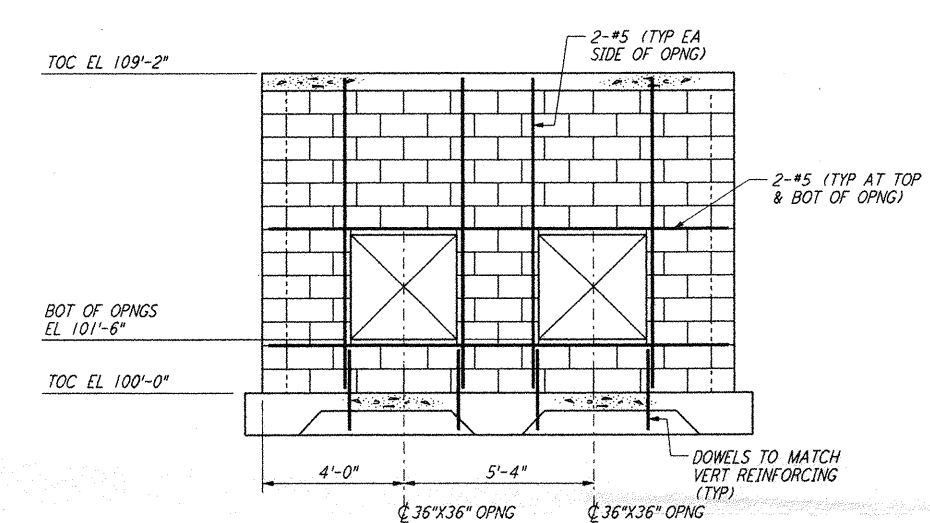 2-#5 (TYP EA
SIDE OF OPNG)
TOC EL 109'-2"
2-#5 (TYP AT TOP
& BOT OF OPNG)
BOT OF OPNGS
EL 101'-6"
TOC EL 100'-0"
DOWELS TO MATCH
VERT REINFORCING
(TYP)
4'-0"
5'-4"
℄ 36"X36" OPNG
℄ 36"X36" OPNG